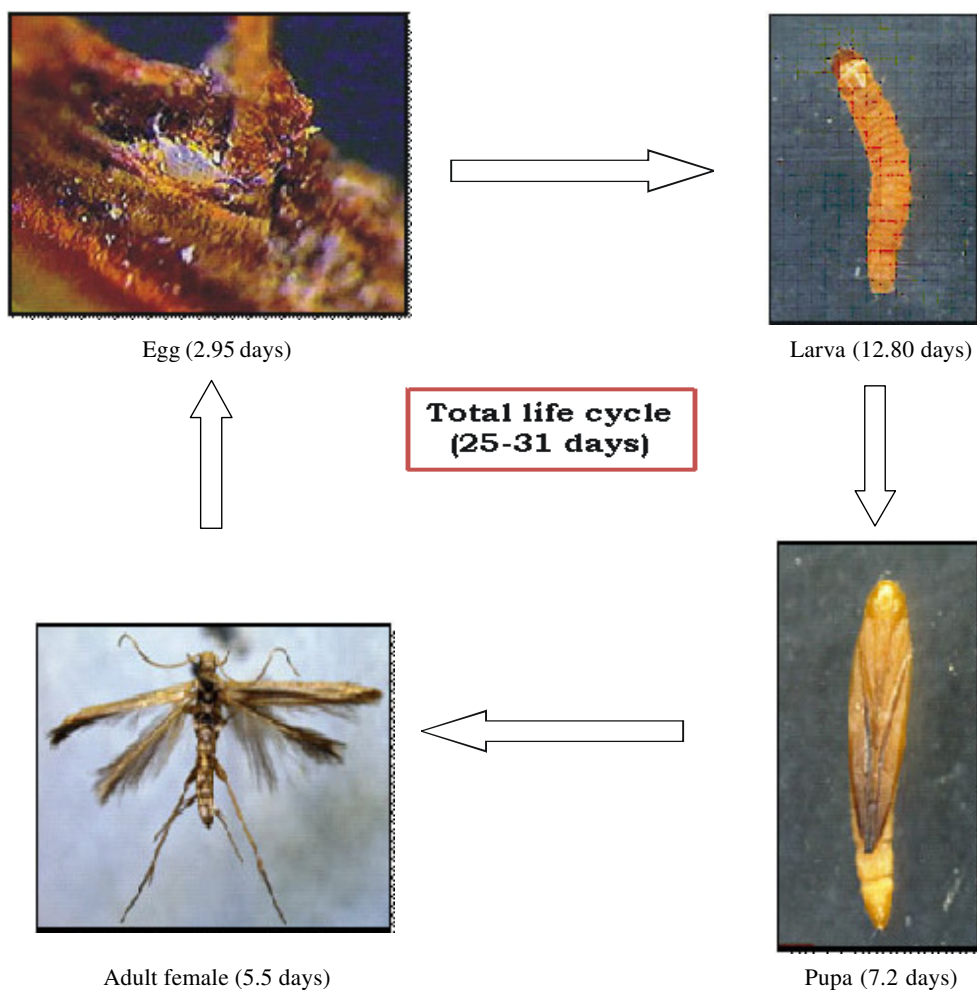 Egg (2.95 days)
Larva (12.80 days)
Total life cycle
(25-31 days)
Adult female (5.5 days)
Pupa (7.2 days)